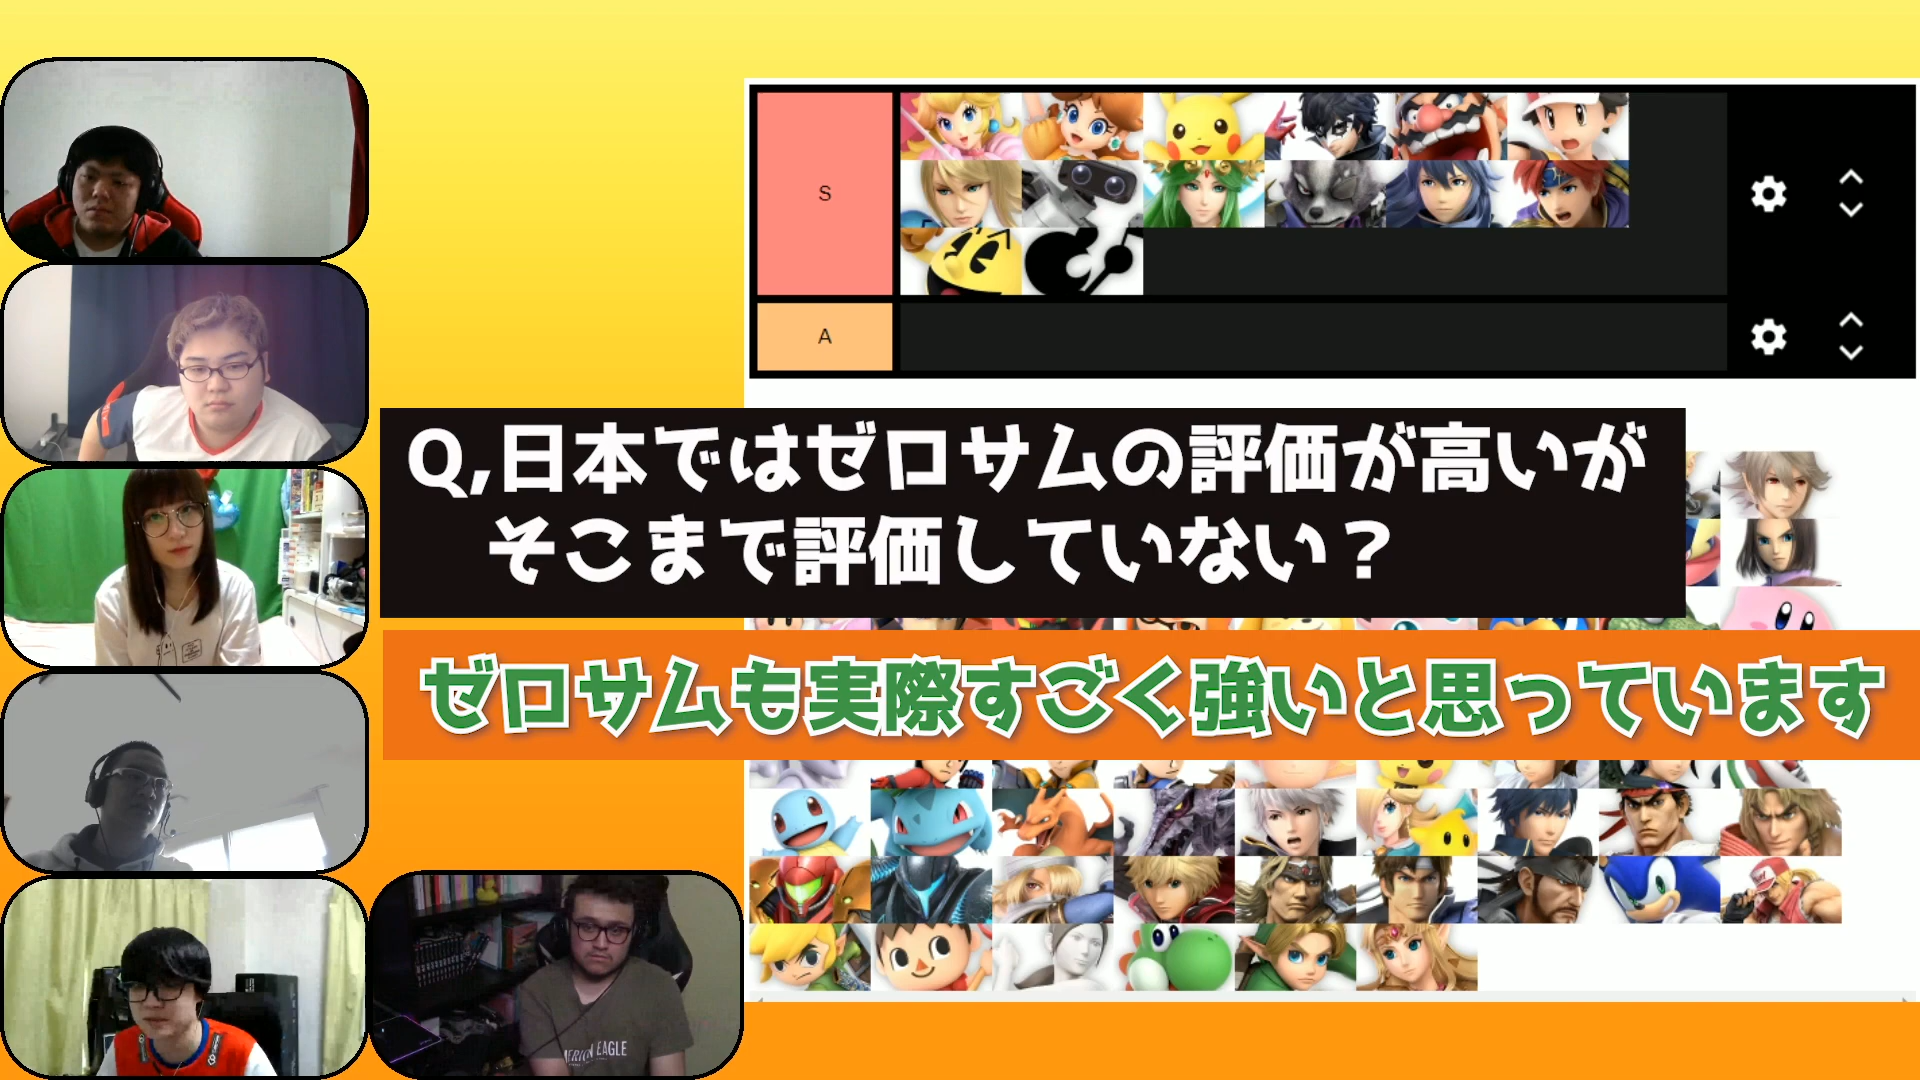 S
A
Q,日本ではゼロサムの評価が高いが
そこまで評価していない？
ゼロサムも実際すごく強いと思っています
EAGLE